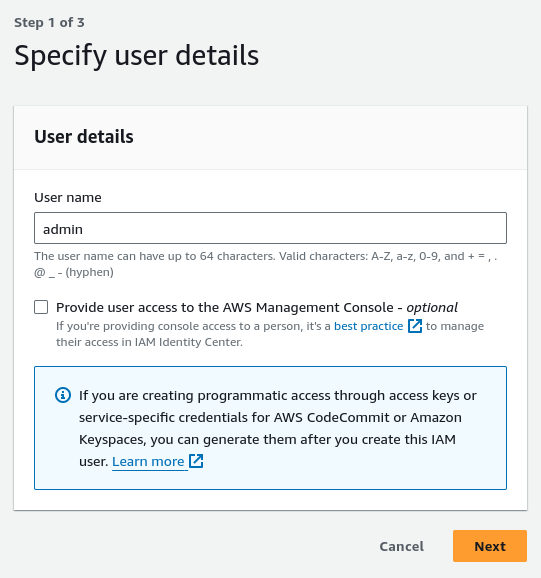 Step 1 of 3
Specify user details
User details
User name
admin
The user name can have up to 64 characters. Valid characters: A-Z, a-z, 0-9, and + = , .
@ _ - (hyphen)
Provide user access to the AWS Management Console - optional
If you're providing console access to a person, it's a best practice to manage
their access in IAM Identity Center.
If you are creating programmatic access through access keys or
service-specific credentials for AWS CodeCommit or Amazon
Keyspaces, you can generate them after you create this IAM
user. Learn more
Cancel
Next